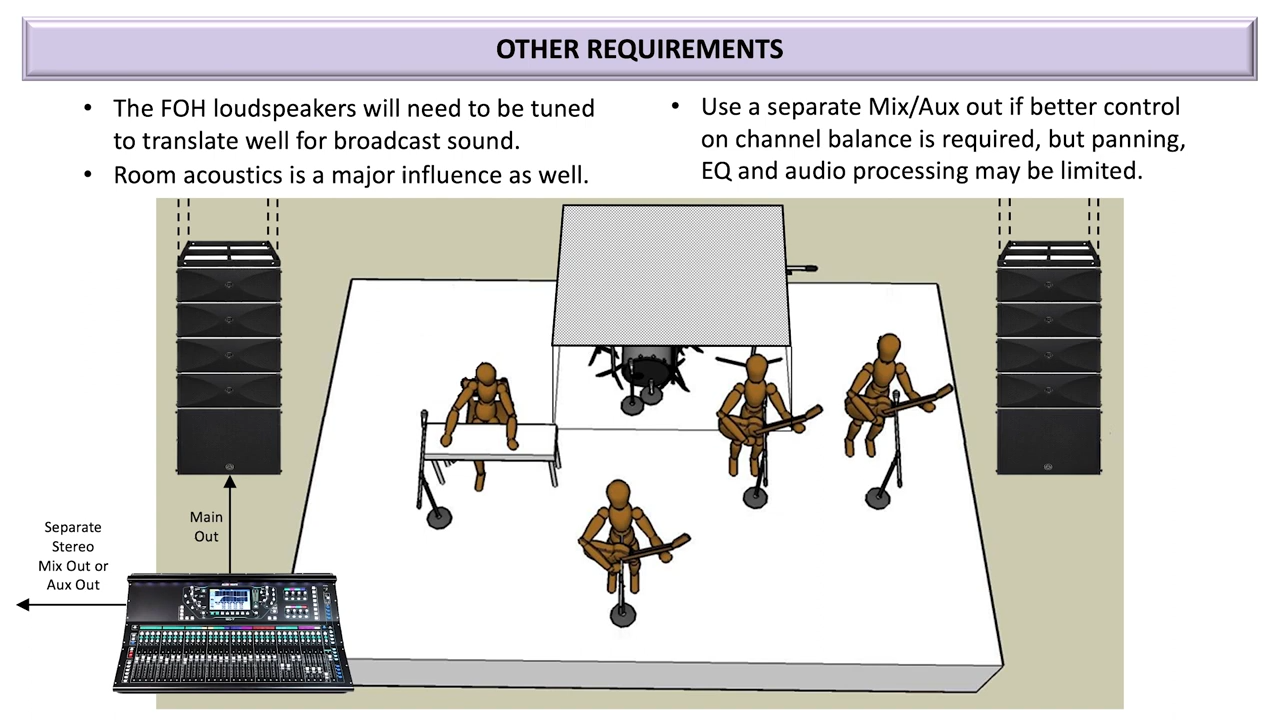 OTHER REQUIREMENTS
• The FOH loudspeakers will need to be tuned
to translate well for broadcast sound.
• Room acoustics is a major influence as well.
• Use a separate Mix/Aux out if better control
on channel balance is required, but panning,
EQ and audio processing may be limited.
Main
Out
Separate
Stereo
Mix Out or
Aux Out